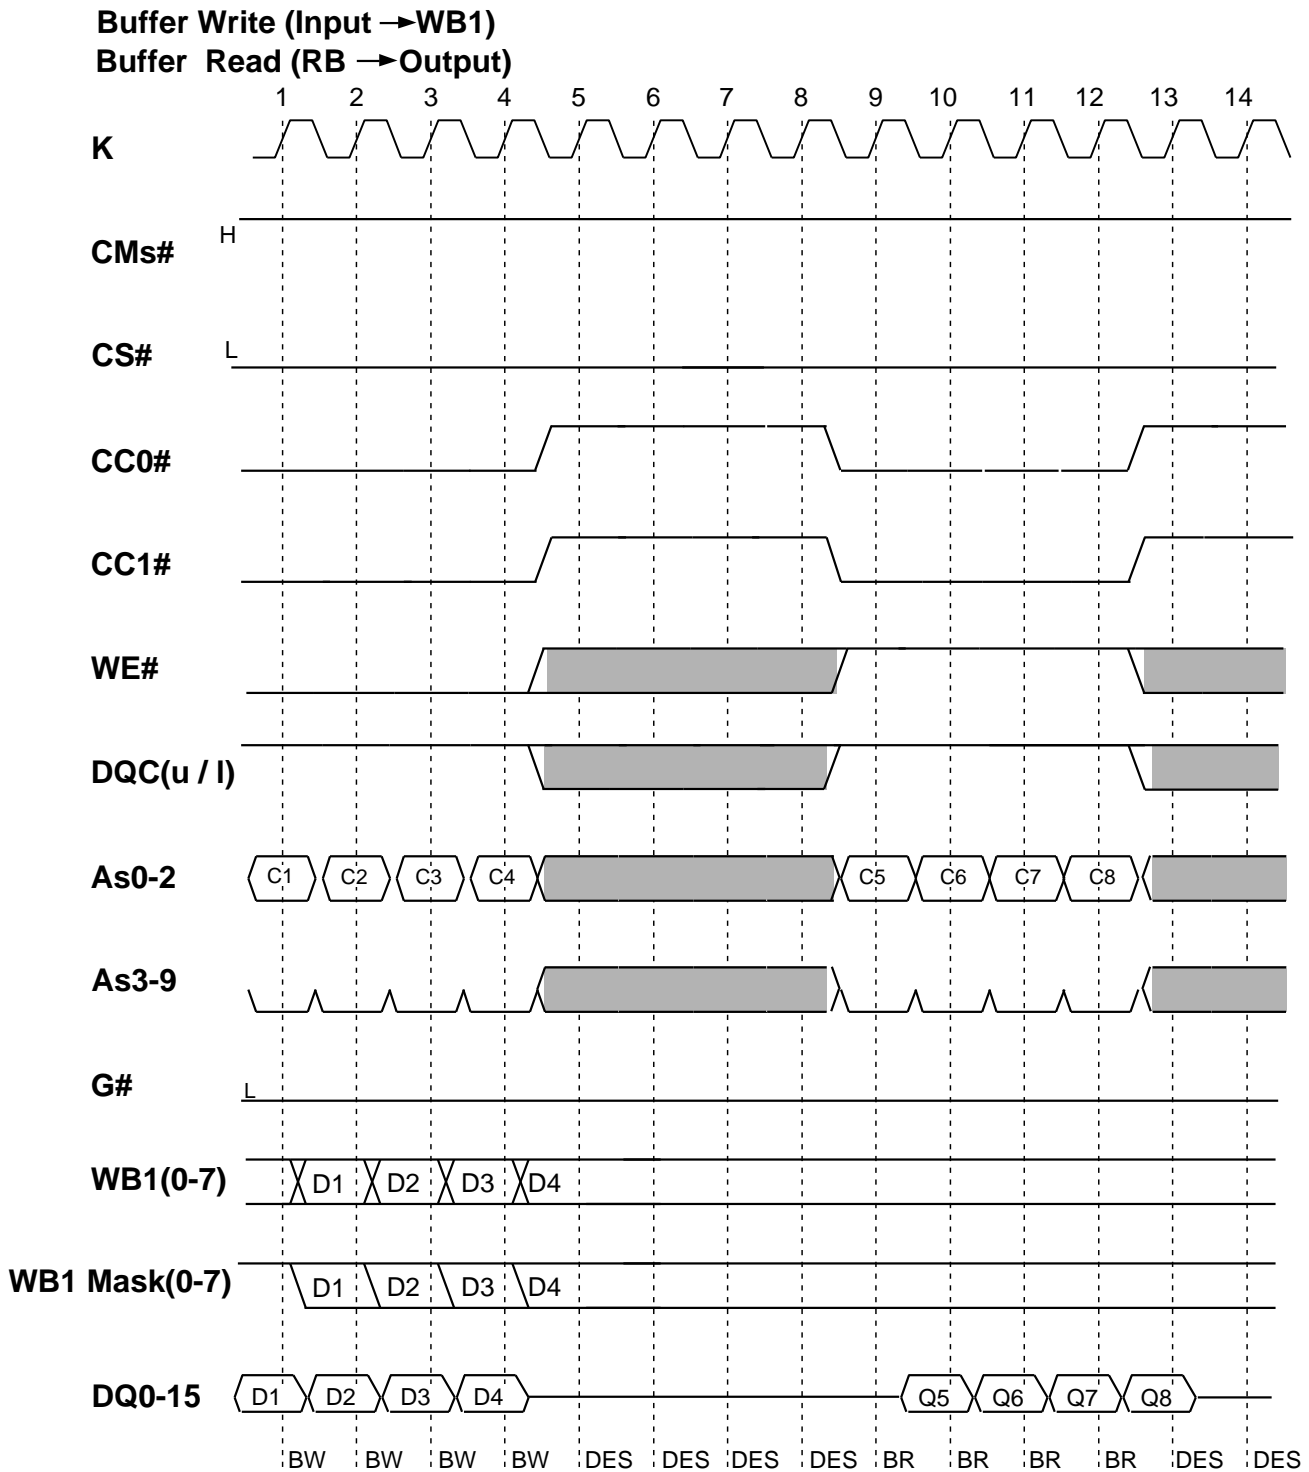 Buffer Write (Input →WB1)
Buffer Read (RB →Output)
1 2 3 4 5 6 7 8 9 10 11 12 13 14
K
CMs# H
CS# L
CC0#
CC1#
WE#
DQC(u / l)
As0-2 C1 C2 C3 C4 C5 C6 C7 C8
As3-9
G# L
WB1(0-7) D1 D2 D3 D4
WB1 Mask(0-7) D1 D2 D3 D4
DQ0-15 D1 D2 D3 D4 Q5 Q6 Q7 Q8
BW BW BW BW DES DES DES DES BR BR BR BR DES DES